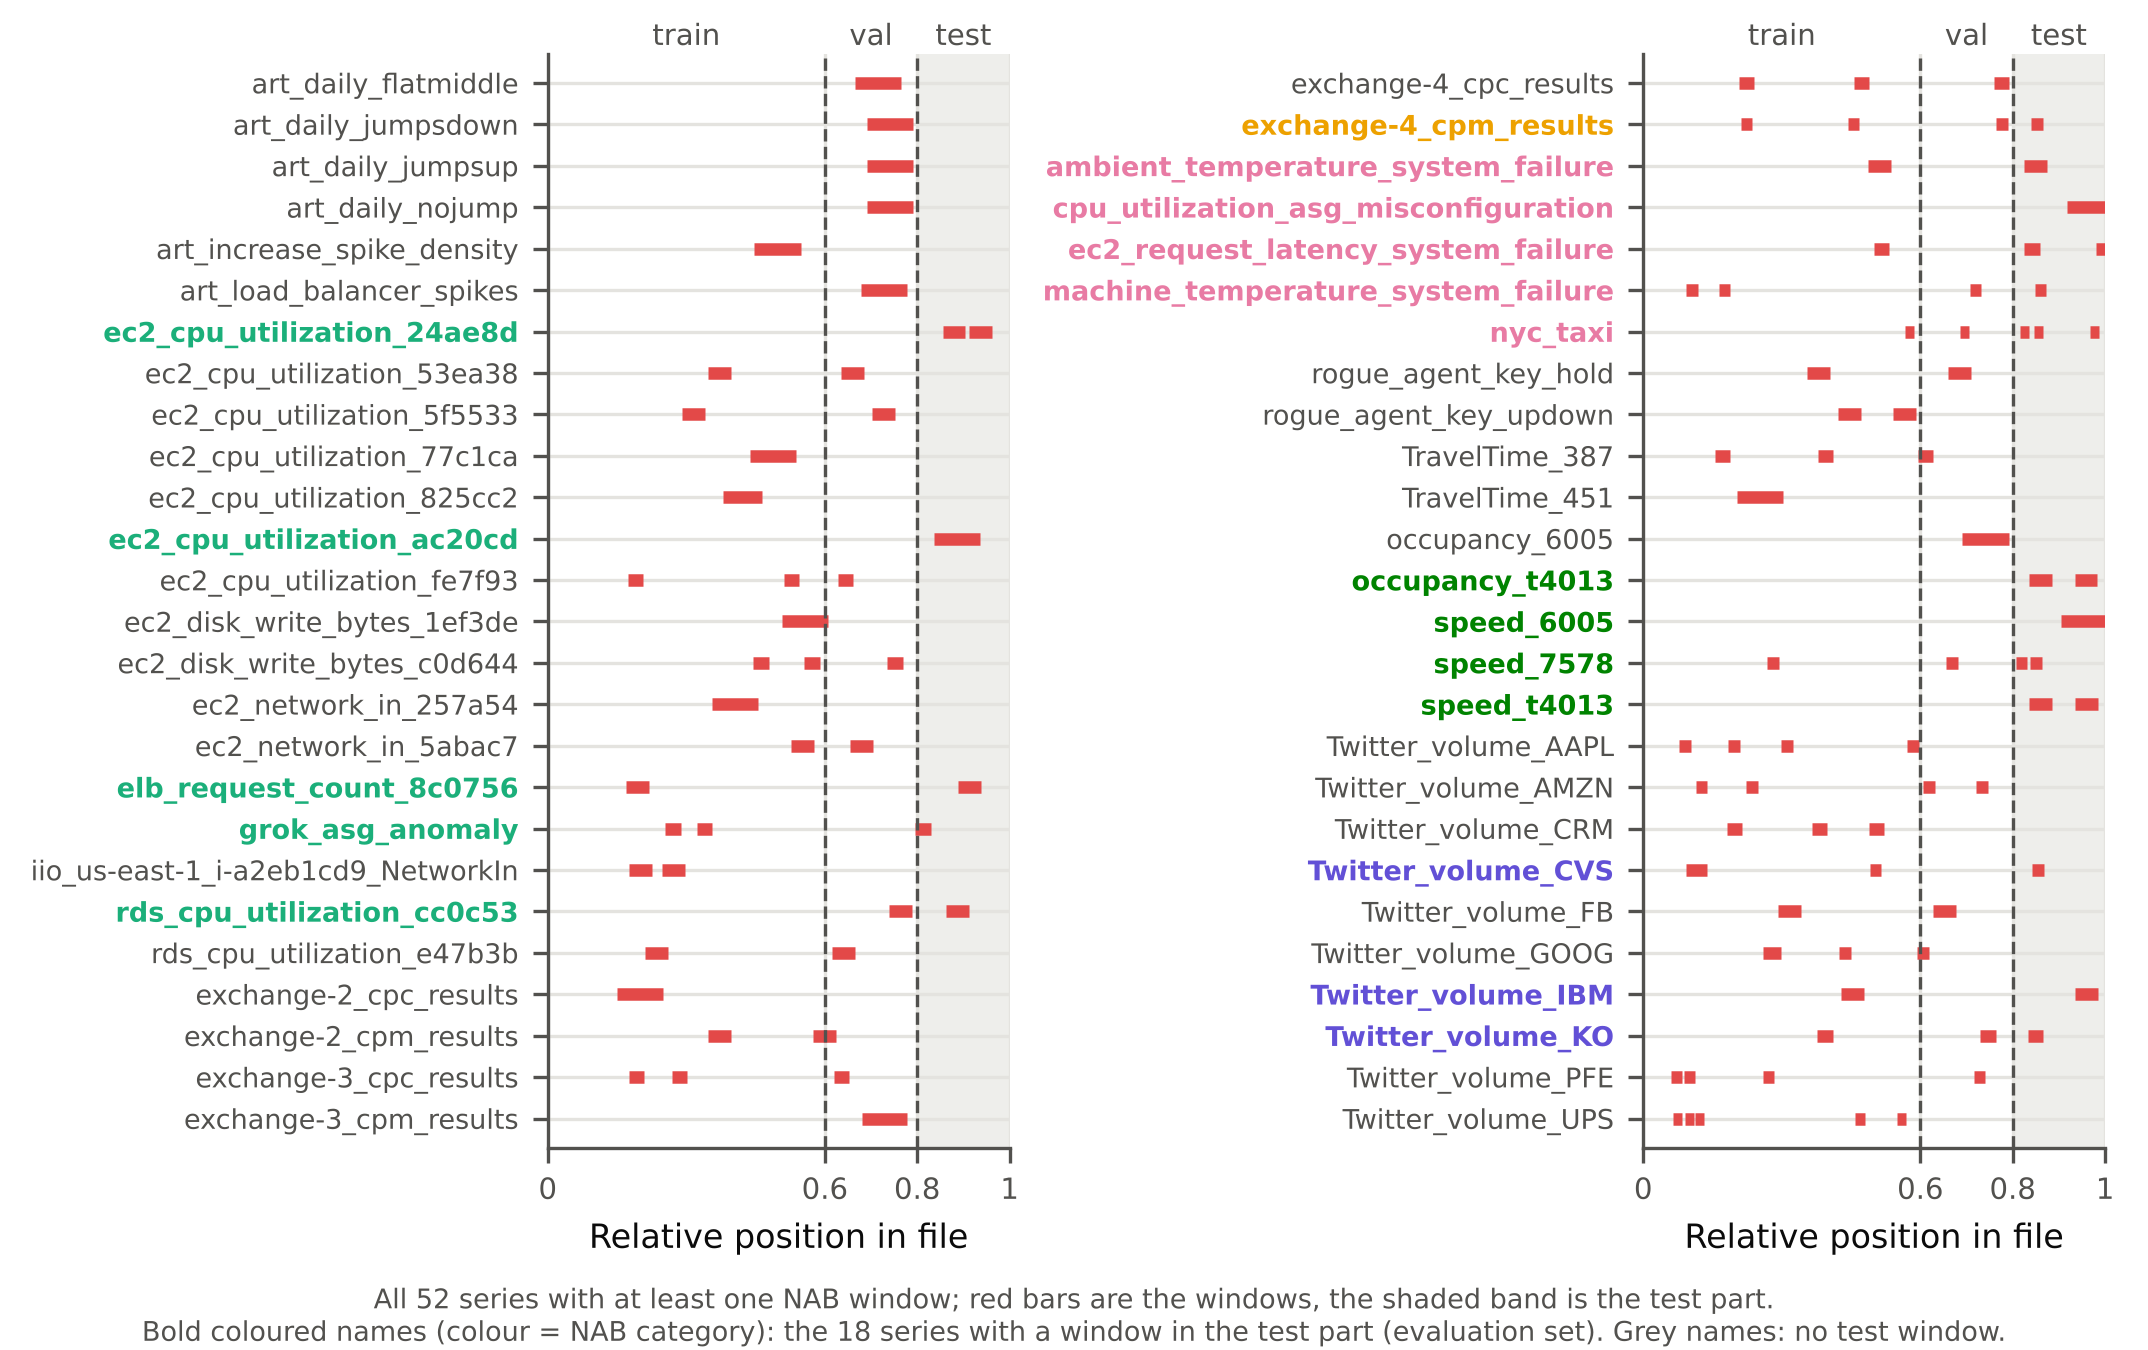 train val test
art_daily_flatmiddle
art_daily_jumpsdown
art_daily_jumpsup
art_daily_nojump
art_increase_spike_density
art_load_balancer_spikes
ec2_cpu_utilization_24ae8d
ec2_cpu_utilization_53ea38
ec2_cpu_utilization_5f5533
ec2_cpu_utilization_77c1ca
ec2_cpu_utilization_825cc2
ec2_cpu_utilization_ac20cd
ec2_cpu_utilization_fe7f93
ec2_disk_write_bytes_1ef3de
ec2_disk_write_bytes_c0d644
ec2_network_in_257a54
ec2_network_in_5abac7
elb_request_count_8c0756
grok_asg_anomaly
iio_us-east-1_i-a2eb1cd9_NetworkIn
rds_cpu_utilization_cc0c53
rds_cpu_utilization_e47b3b
exchange-2_cpc_results
exchange-2_cpm_results
exchange-3_cpc_results
exchange-3_cpm_results
0 0.6 0.8 1
Relative position in file
train val test
exchange-4_cpc_results
exchange-4_cpm_results
ambient_temperature_system_failure
cpu_utilization_asg_misconfiguration
ec2_request_latency_system_failure
machine_temperature_system_failure
nyc_taxi
rogue_agent_key_hold
rogue_agent_key_updown
TravelTime_387
TravelTime_451
occupancy_6005
occupancy_t4013
speed_6005
speed_7578
speed_t4013
Twitter_volume_AAPL
Twitter_volume_AMZN
Twitter_volume_CRM
Twitter_volume_CVS
Twitter_volume_FB
Twitter_volume_GOOG
Twitter_volume_IBM
Twitter_volume_KO
Twitter_volume_PFE
Twitter_volume_UPS
0 0.6 0.8 1
Relative position in file
All 52 series with at least one NAB window; red bars are the windows, the shaded band is the test part.
Bold coloured names (colour = NAB category): the 18 series with a window in the test part (evaluation set). Grey names: no test window.